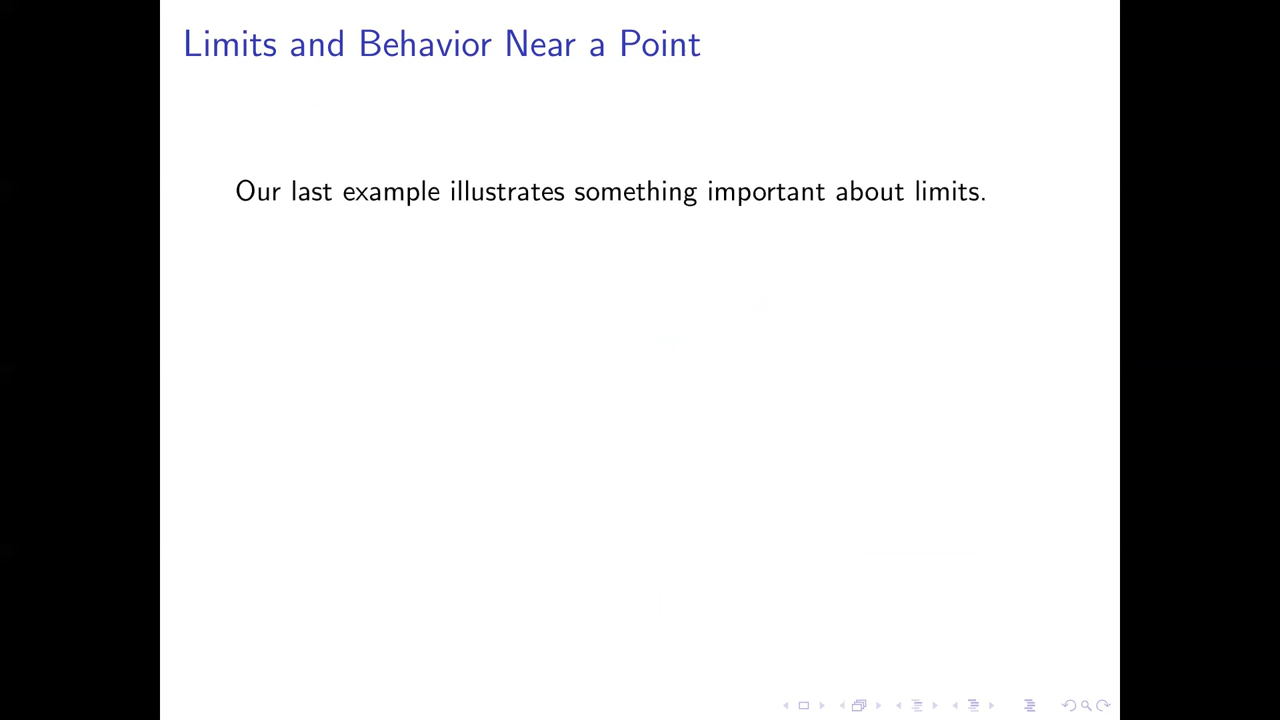 Limits and Behavior Near a Point
Our last example illustrates something important about limits.